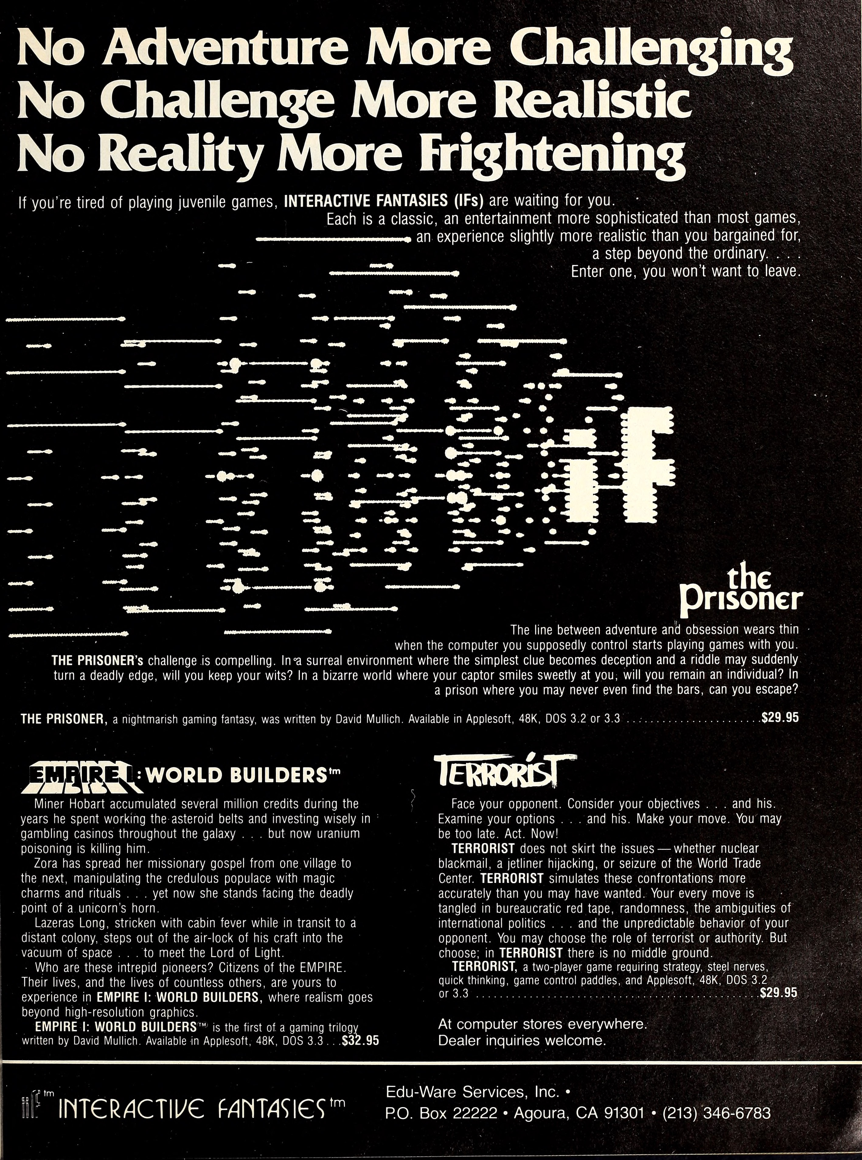 No Adventure More Challenging
No Challenge More Realistic
No Reality More Frightening
If you're tired of playing juvenile games, INTERACTIVE FANTASIES (IFs) are waiting for you.
Each is a classic, an entertainment more sophisticated than most games,
an experience slightly more realistic than you bargained for,
a step beyond the ordinary. . . .
Enter one, you won't want to leave.
iF
the
Prisoner
The line between adventure and obsession wears thin
when the computer you supposedly control starts playing games with you.
THE PRISONER's challenge is compelling. In a surreal environment where the simplest clue becomes deception and a riddle may suddenly
turn a deadly edge, will you keep your wits? In a bizarre world where your captor smiles sweetly at you, will you remain an individual? In
a prison where you may never even find the bars, can you escape?
THE PRISONER, a nightmarish gaming fantasy, was written by David Mullich. Available in Applesoft, 48K, DOS 3.2 or 3.3 . . . . . . . . . . . . . . . . . . . . . . . $29.95
EMPIRE I: WORLD BUILDERS™
Miner Hobart accumulated several million credits during the
years he spent working the asteroid belts and investing wisely in
gambling casinos throughout the galaxy . . . but now uranium
poisoning is killing him.
Zora has spread her missionary gospel from one village to
the next, manipulating the credulous populace with magic
charms and rituals . . . yet now she stands facing the deadly
point of a unicorn's horn.
Lazeras Long, stricken with cabin fever while in transit to a
distant colony, steps out of the air-lock of his craft into the
vacuum of space . . . to meet the Lord of Light.
Who are these intrepid pioneers? Citizens of the EMPIRE.
Their lives, and the lives of countless others, are yours to
experience in EMPIRE I: WORLD BUILDERS, where realism goes
beyond high-resolution graphics.
EMPIRE I: WORLD BUILDERS™ is the first of a gaming trilogy
written by David Mullich. Available in Applesoft, 48K, DOS 3.3 . . . $32.95
TERRORIST
Face your opponent. Consider your objectives . . . and his.
Examine your options . . . and his. Make your move. You may
be too late. Act. Now!
TERRORIST does not skirt the issues — whether nuclear
blackmail, a jetliner hijacking, or seizure of the World Trade
Center. TERRORIST simulates these confrontations more
accurately than you may have wanted. Your every move is
tangled in bureaucratic red tape, randomness, the ambiguities of
international politics . . . and the unpredictable behavior of your
opponent. You may choose the role of terrorist or authority. But
choose; in TERRORIST there is no middle ground.
TERRORIST, a two-player game requiring strategy, steel nerves,
quick thinking, game control paddles, and Applesoft, 48K, DOS 3.2
or 3.3 . . . . . . . . . . . . . . . . . . . . . . . . . . . . . . . . . . . . . . . . $29.95
At computer stores everywhere.
Dealer inquiries welcome.
iF™ INTERACTIVE FANTASIES™
Edu-Ware Services, Inc. •
P.O. Box 22222 • Agoura, CA 91301 • (213) 346-6783